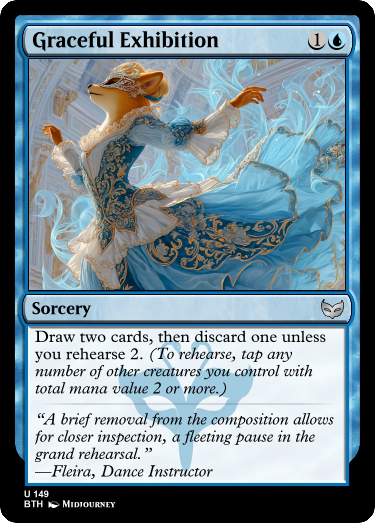 Graceful Exhibition 1
Sorcery
Draw two cards, then discard one unless
you rehearse 2. (To rehearse, tap any
number of other creatures you control with
total mana value 2 or more.)
“A brief removal from the composition allows
for closer inspection, a fleeting pause in the
grand rehearsal.”
—Fleira, Dance Instructor
U 149
BTH Midjourney